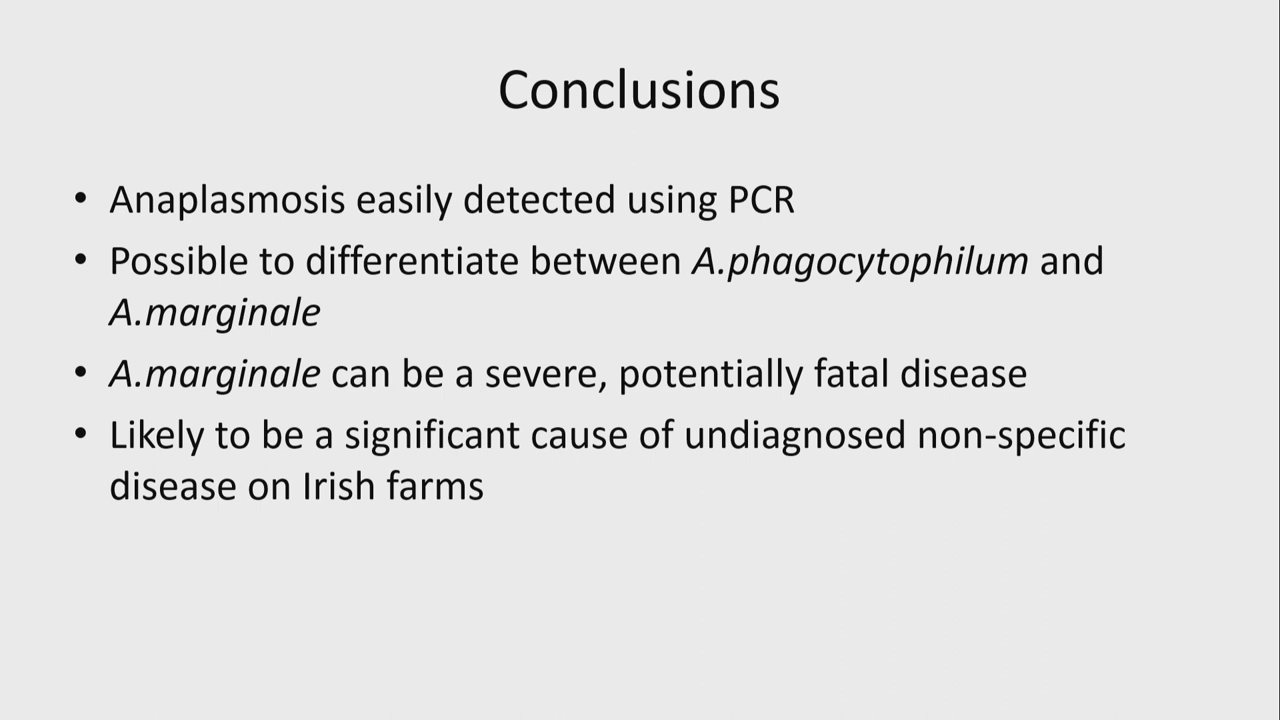 Conclusions
• Anaplasmosis easily detected using PCR
• Possible to differentiate between A.phagocytophilum and
A.marginale
• A.marginale can be a severe, potentially fatal disease
• Likely to be a significant cause of undiagnosed non-specific
disease on Irish farms